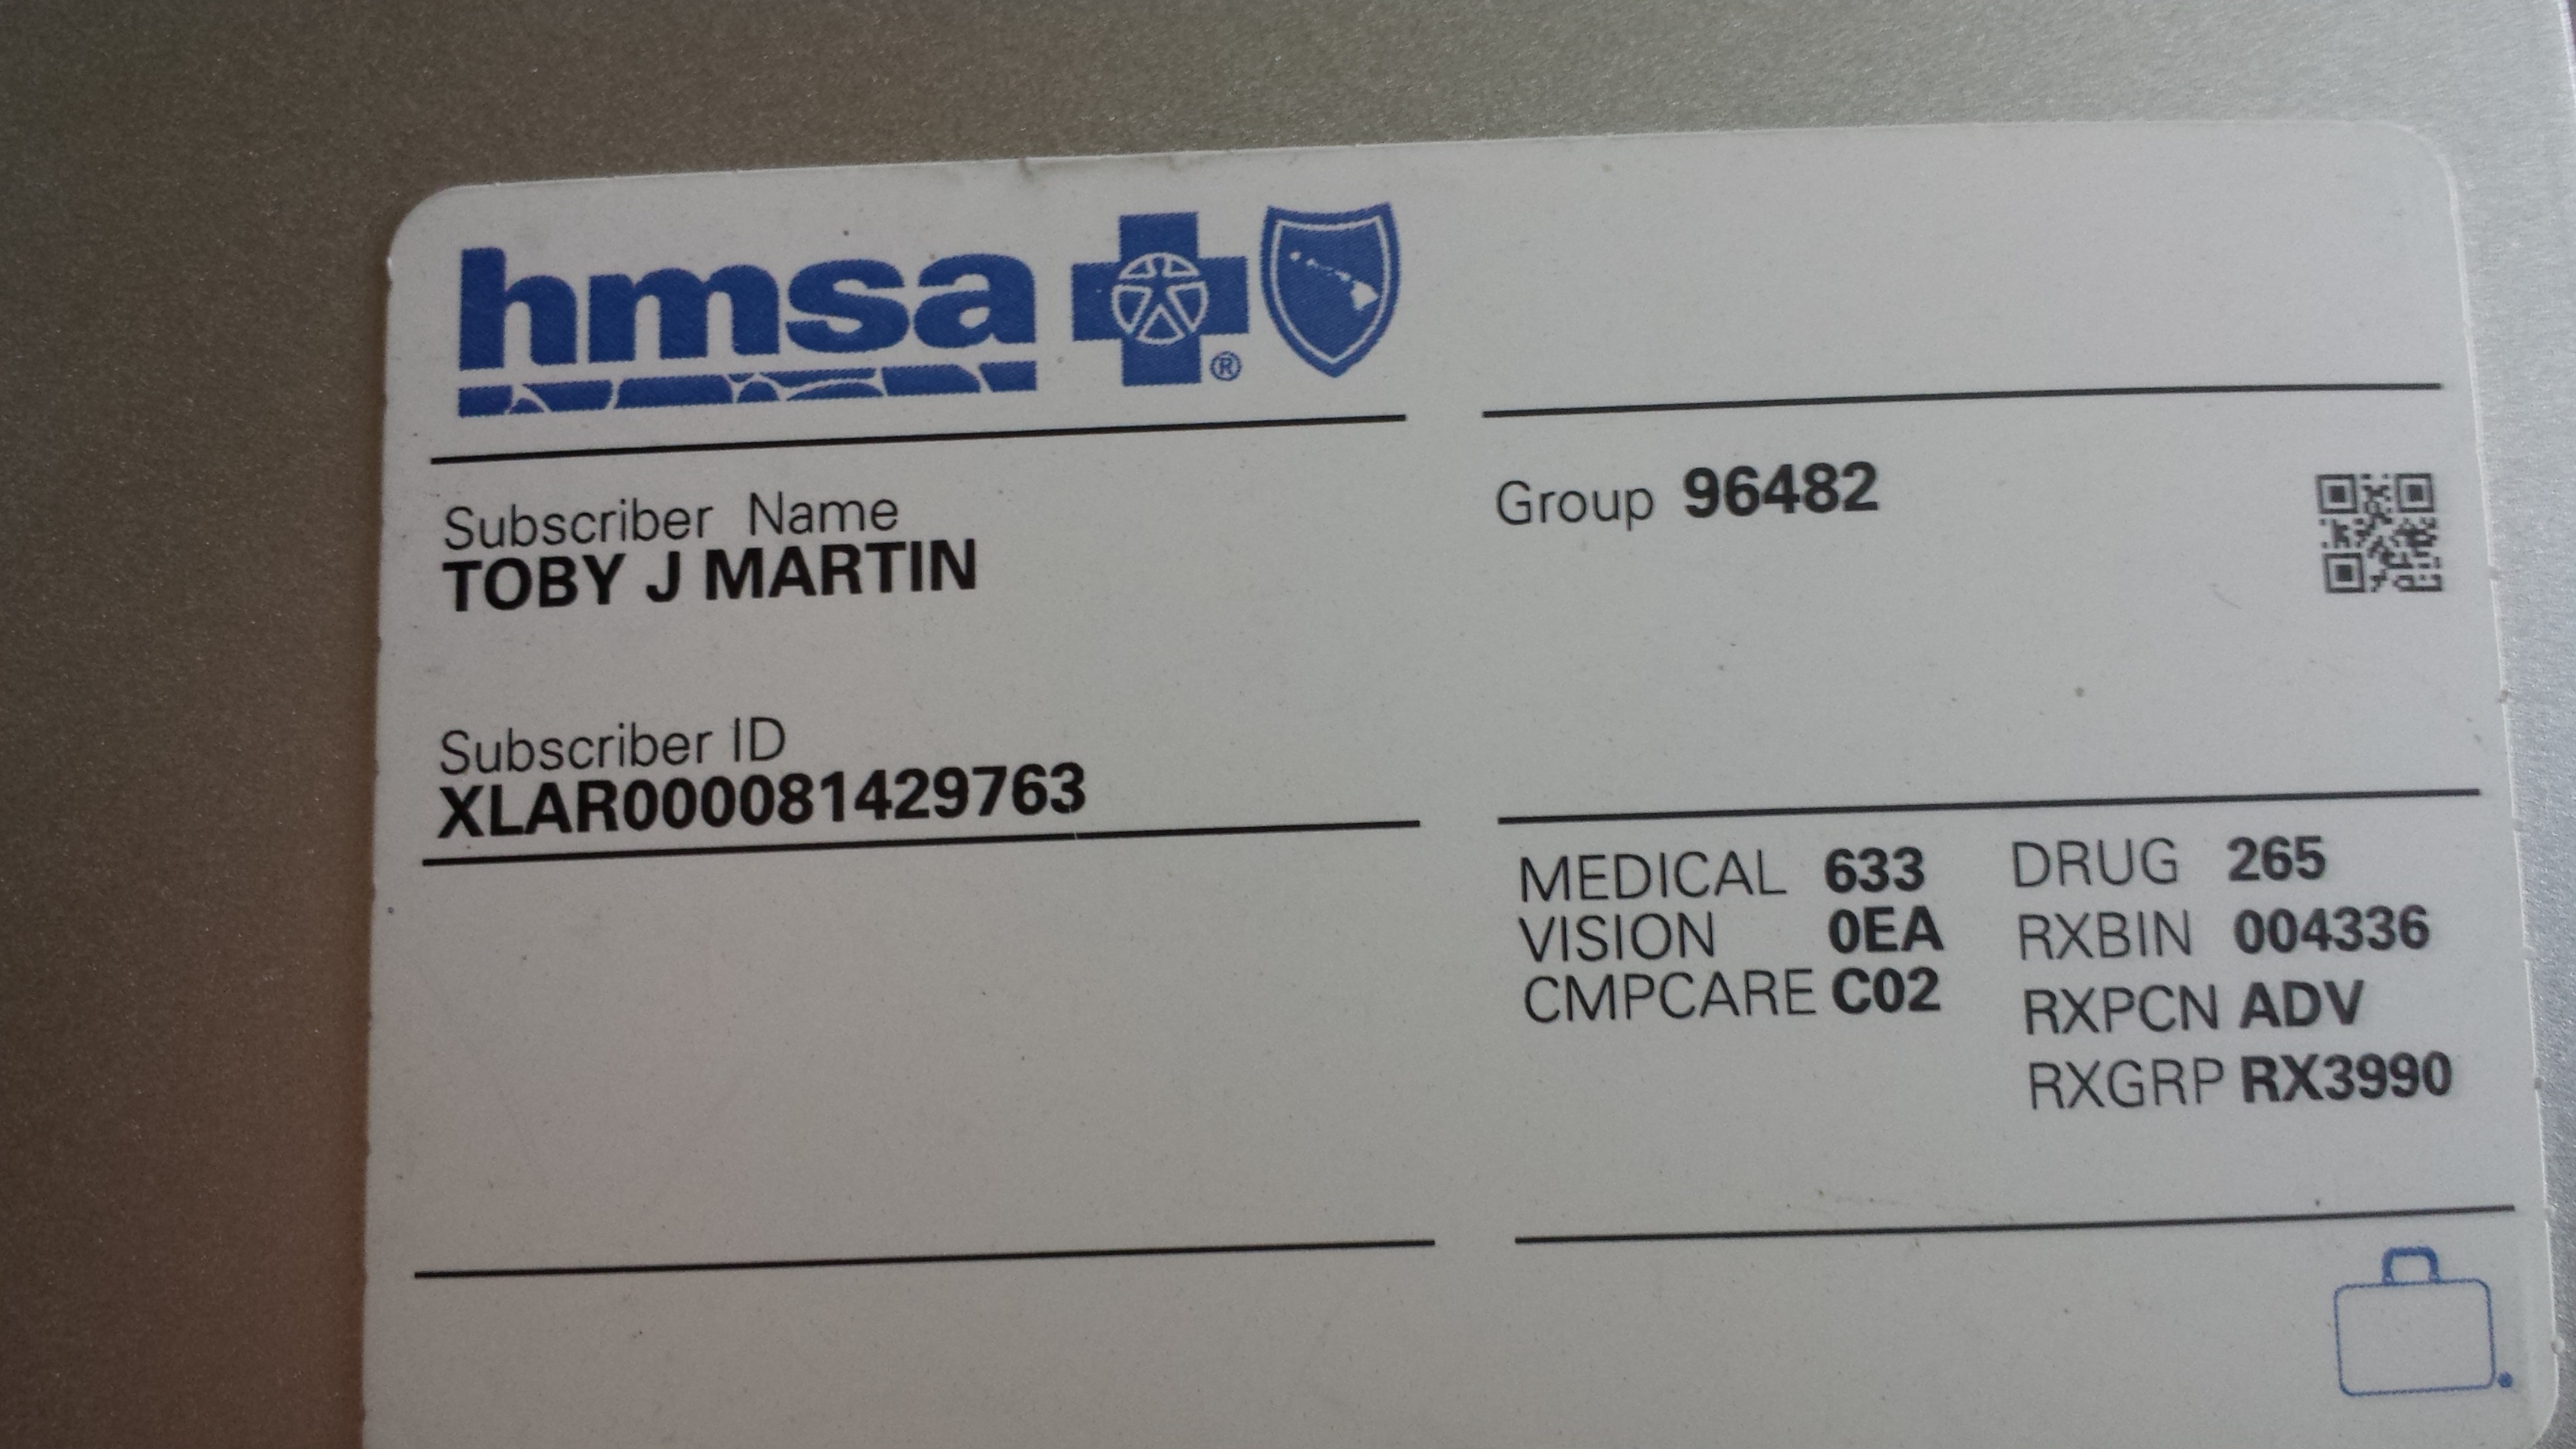 hmsa
®
Subscriber Name
TOBY J MARTIN
Subscriber ID
XLAR000081429763
Group 96482
MEDICAL 633
VISION 0EA
CMPCARE C02
DRUG 265
RXBIN 004336
RXPCN ADV
RXGRP RX3990